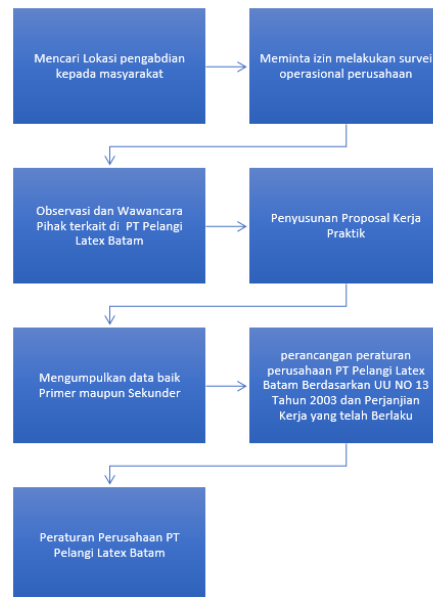 Mencari Lokasi pengabdian
kepada masyarakat
Meminta izin melakukan survei
operasional perusahaan
Observasi dan Wawancara
Pihak terkait di PT Pelangi
Latex Batam
Penyusunan Proposal Kerja
Praktik
Mengumpulkan data baik
Primer maupun Sekunder
perancangan peraturan
perusahaan PT Pelangi Latex
Batam Berdasarkan UU NO 13
Tahun 2003 dan Perjanjian
Kerja yang telah Berlaku
Peraturan Perusahaan PT
Pelangi Latex Batam